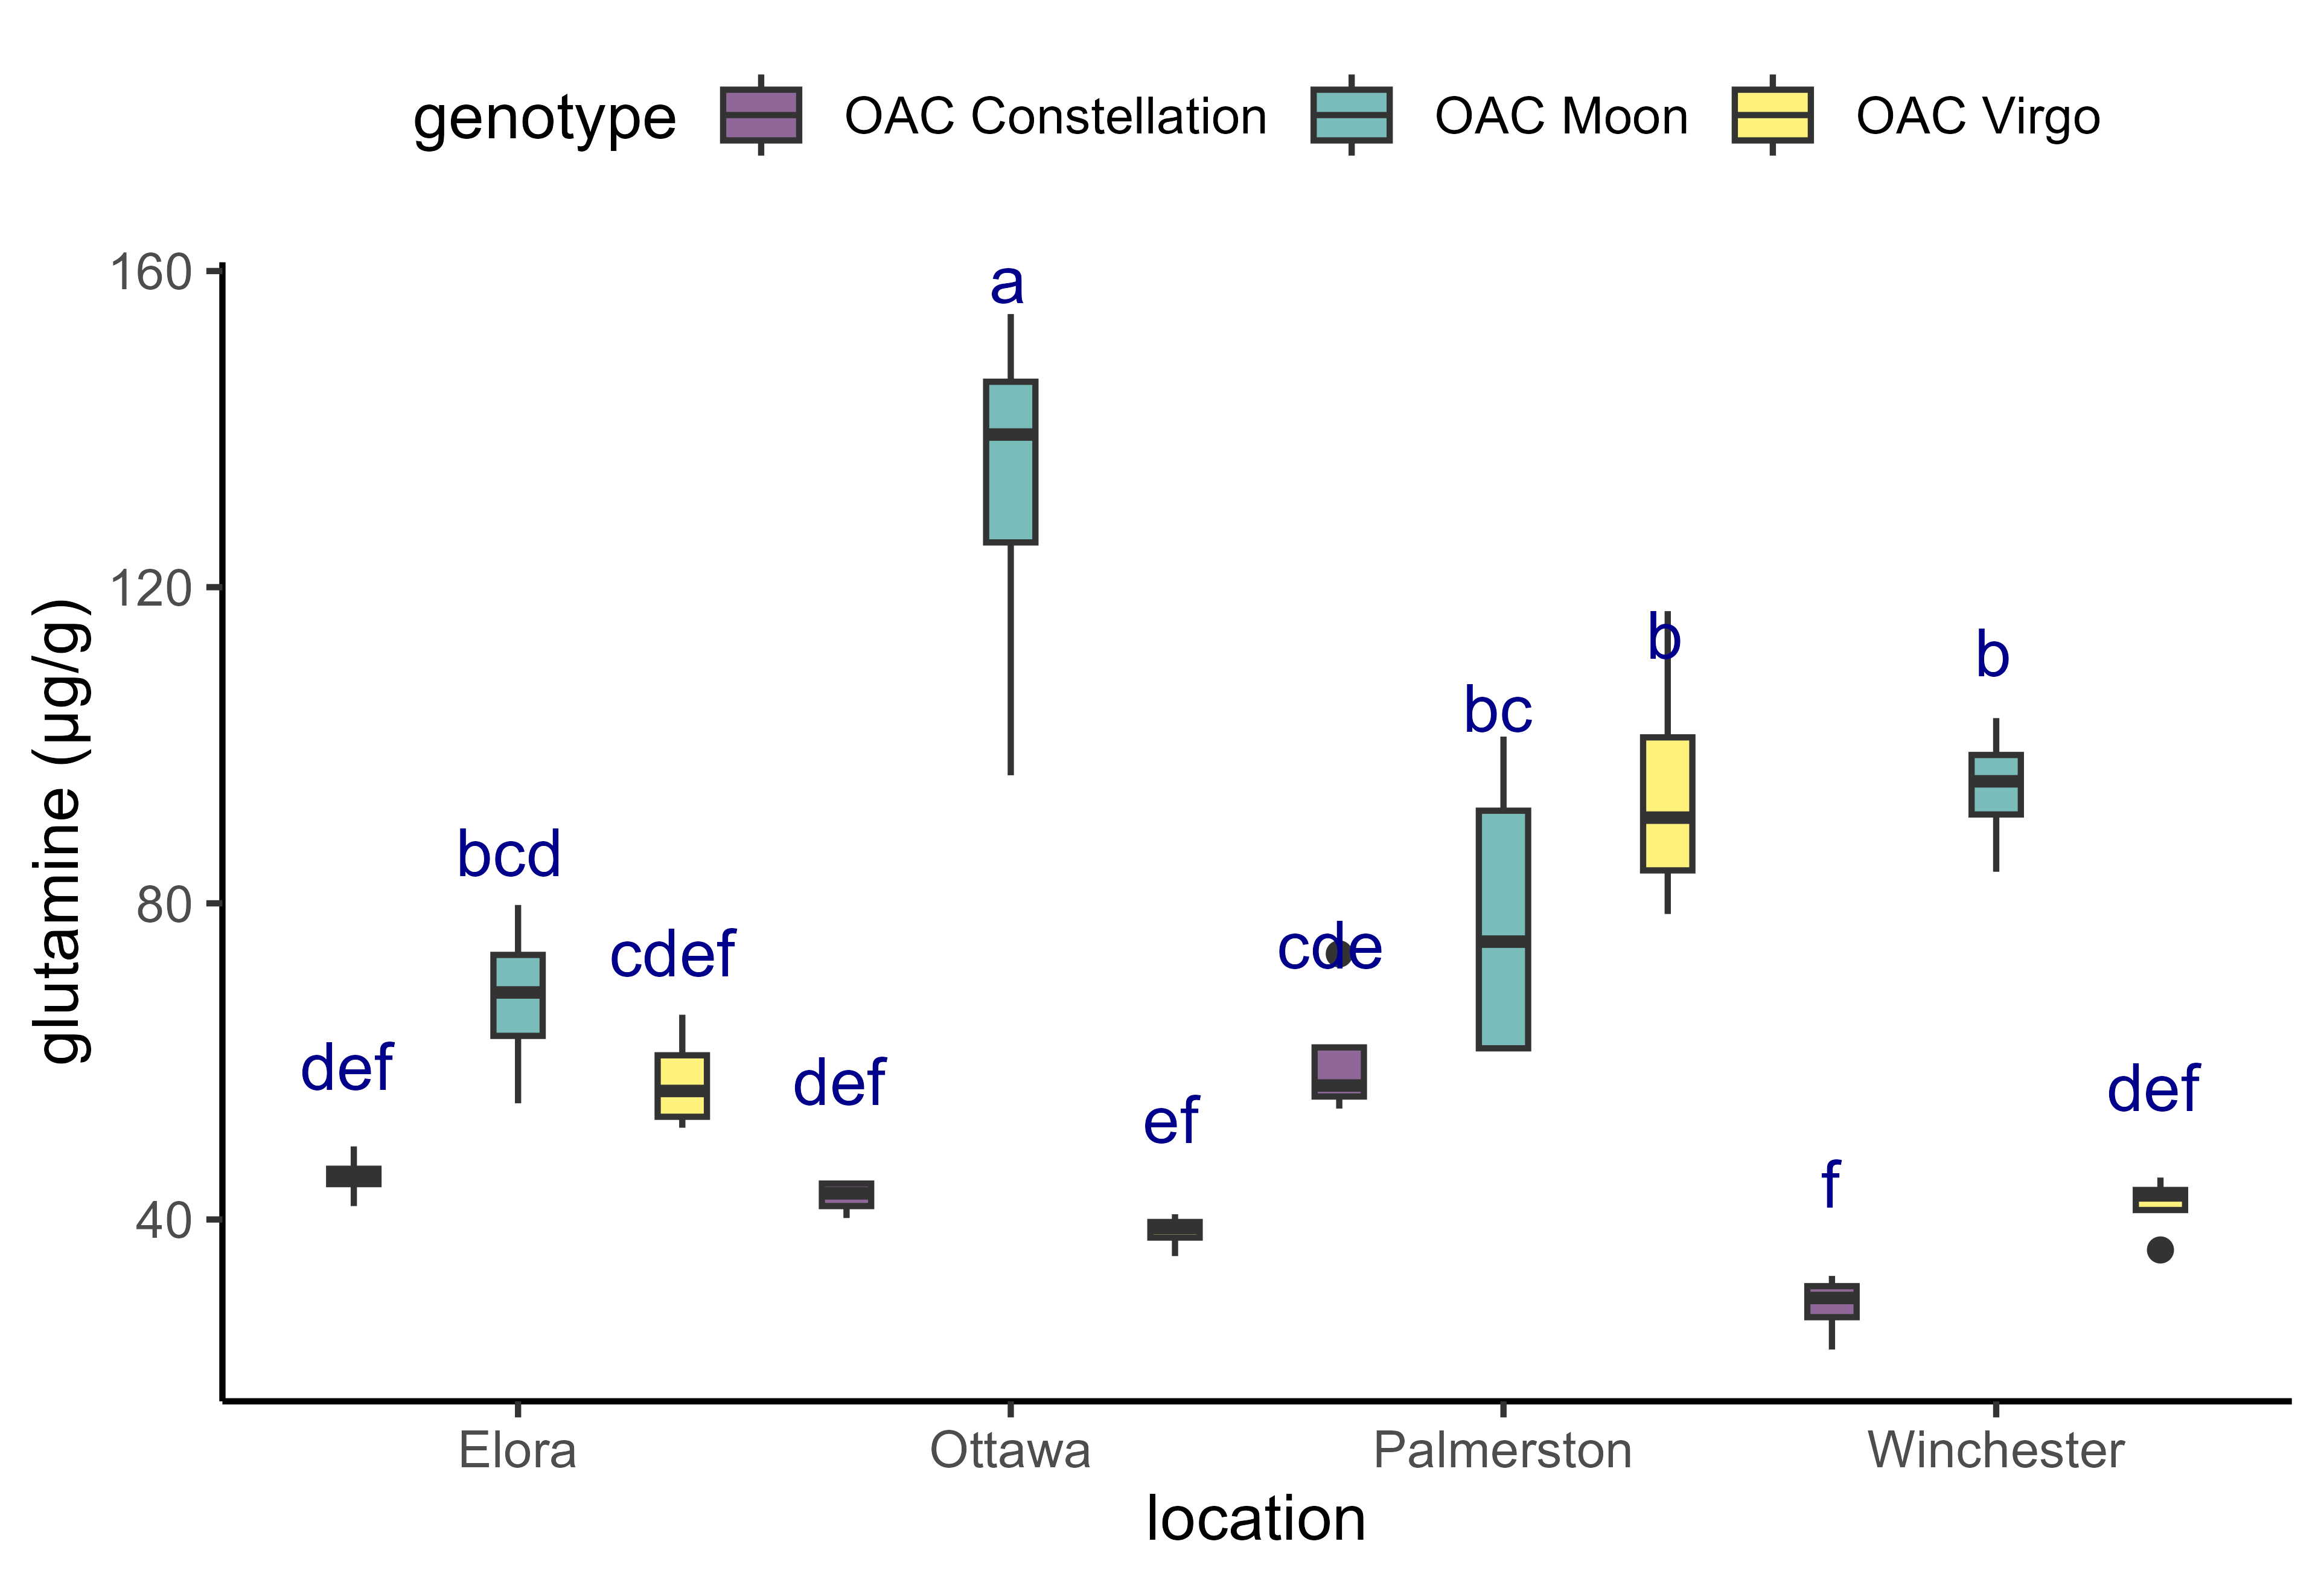 genotype OAC Constellation OAC Moon OAC Virgo
160
a
120
b
b
bc
bcd
80
cdef
cde
def
def
def
ef
f
40
glutamine (µg/g)
Elora Ottawa Palmerston Winchester
location